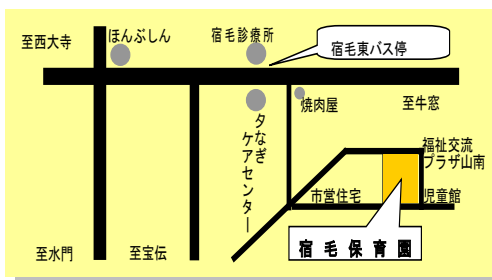 ほんぶしん
宿毛診療所
至西大寺
宿毛東バス停
焼肉屋
至牛窓
夕なぎ
ケアセンター
福祉交流
プラザ山南
市営住宅
児童館
至水門
至宝伝
宿毛保育園